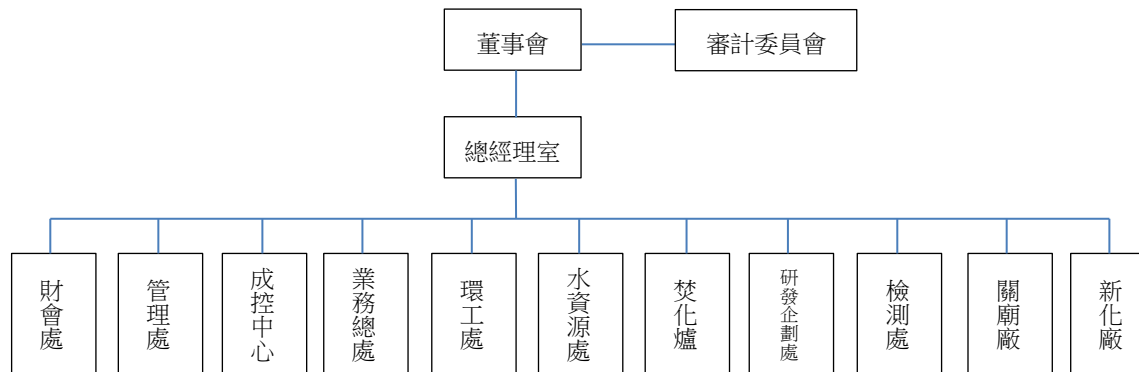 董事會
審計委員會
總經理室
財會處
管理處
成控中心
業務總處
環工處
水資源處
焚化爐
研發企劃處
檢測處
關廟廠
新化廠